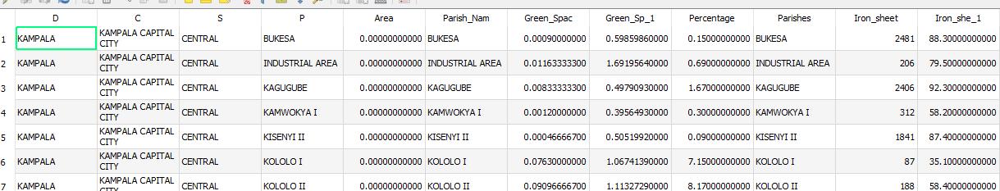 D C S P Area Parish_Nam Green_Spac Green_Sp_1 Percentage Parishes Iron_sheet Iron_she_1
1 KAMPALA KAMPALA CAPITAL CITY CENTRAL BUKESA 0.00000000000 BUKESA 0.00090000000 0.59859860000 0.15000000000 BUKESA 2481 88.30000000000
2 KAMPALA KAMPALA CAPITAL CITY CENTRAL INDUSTRIAL AREA 0.00000000000 INDUSTRIAL AREA 0.01163333300 1.69195640000 0.69000000000 INDUSTRIAL AREA 206 79.50000000000
3 KAMPALA KAMPALA CAPITAL CITY CENTRAL KAGUGUBE 0.00000000000 KAGUGUBE 0.00833333300 0.49790930000 1.67000000000 KAGUGUBE 2406 92.30000000000
4 KAMPALA KAMPALA CAPITAL CITY CENTRAL KAMWOKYA I 0.00000000000 KAMWOKYA I 0.00120000000 0.39564930000 0.30000000000 KAMWOKYA I 312 58.20000000000
5 KAMPALA KAMPALA CAPITAL CITY CENTRAL KISENYI II 0.00000000000 KISENYI II 0.00046666700 0.50519920000 0.09000000000 KISENYI II 1841 87.40000000000
6 KAMPALA KAMPALA CAPITAL CITY CENTRAL KOLOLO I 0.00000000000 KOLOLO I 0.07630000000 1.06741390000 7.15000000000 KOLOLO I 87 35.10000000000
7 KAMPALA KAMPALA CAPITAL CITY CENTRAL KOLOLO II 0.00000000000 KOLOLO II 0.09096666700 1.11327290000 8.17000000000 KOLOLO II 188 58.40000000000